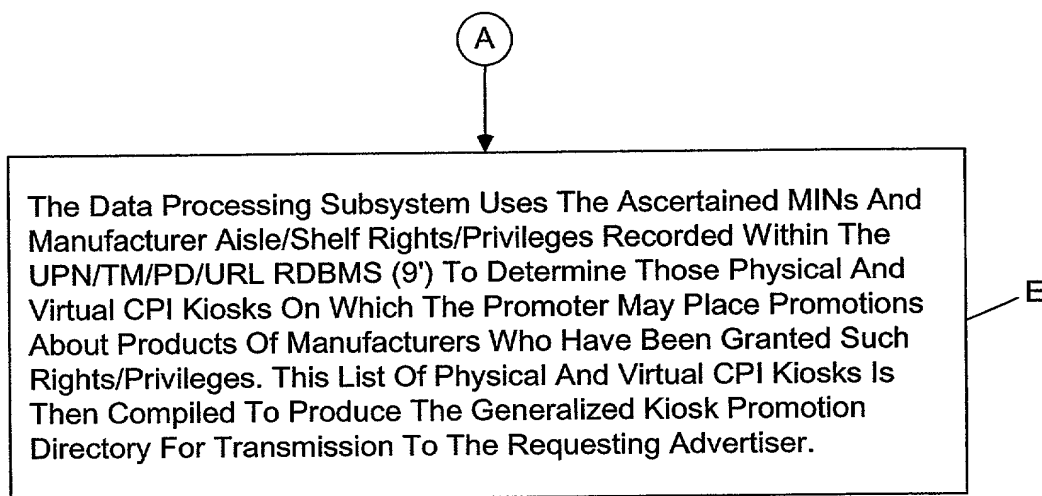 A
The Data Processing Subsystem Uses The Ascertained MINs And
Manufacturer Aisle/Shelf Rights/Privileges Recorded Within The
UPN/TM/PD/URL RDBMS (9') To Determine Those Physical And
Virtual CPI Kiosks On Which The Promoter May Place Promotions
About Products Of Manufacturers Who Have Been Granted Such
Rights/Privileges. This List Of Physical And Virtual CPI Kiosks Is
Then Compiled To Produce The Generalized Kiosk Promotion
Directory For Transmission To The Requesting Advertiser.
E